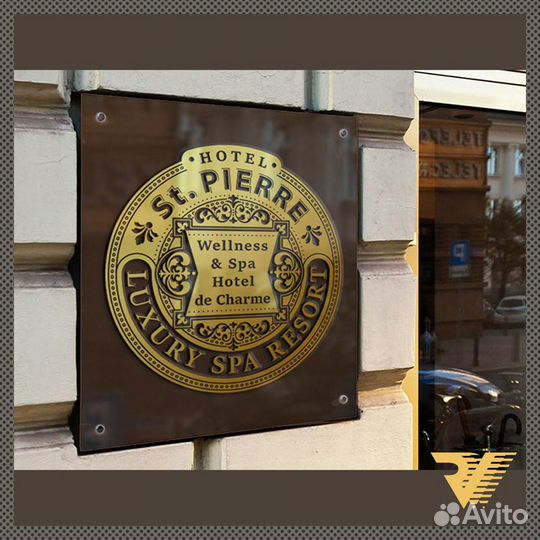 HOTEL
St. PIERRE
Wellness
& Spa
Hotel
de Charme
LUXURY SPA RESORT
Avito